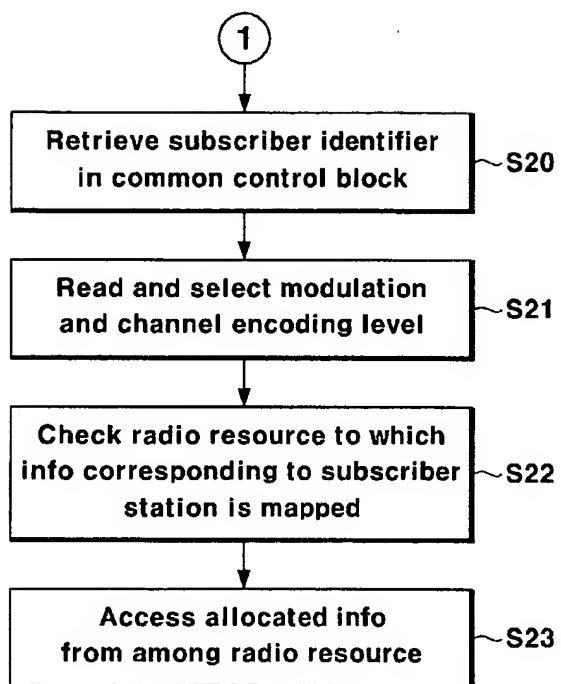 1
Retrieve subscriber identifier
in common control block
S20
Read and select modulation
and channel encoding level
S21
Check radio resource to which
info corresponding to subscriber
station is mapped
S22
Access allocated info
from among radio resource
S23